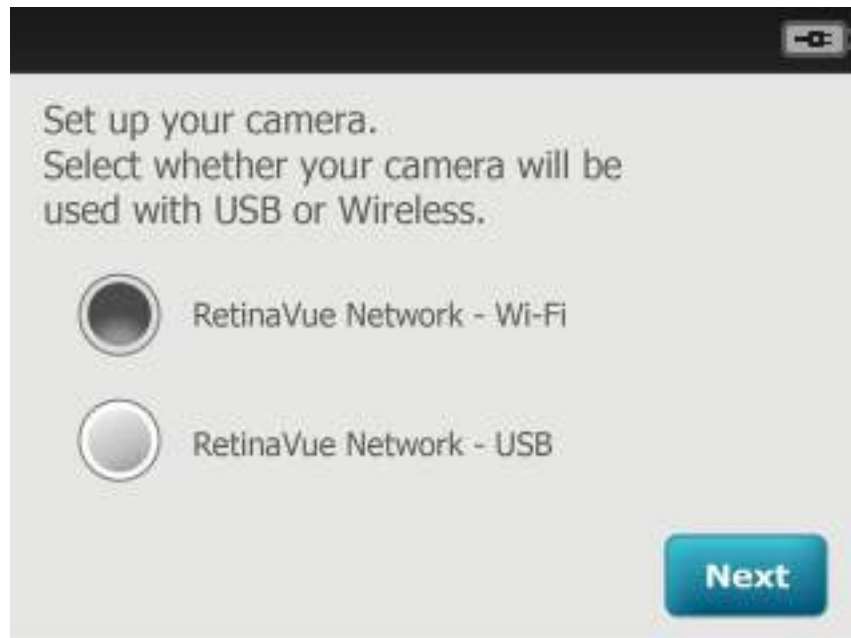 Set up your camera.
Select whether your camera will be
used with USB or Wireless.
RetinaVue Network - Wi-Fi
RetinaVue Network - USB
Next